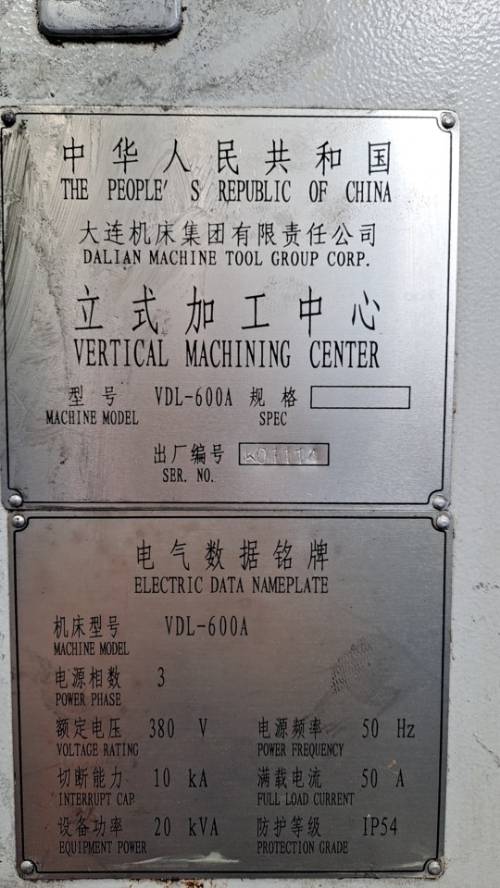 中华人民共和国
THE PEOPLE'S REPUBLIC OF CHINA
大连机床集团有限责任公司
DALIAN MACHINE TOOL GROUP CORP.
立式加工中心
VERTICAL MACHINING CENTER
型号 VDL-600A 规格
MACHINE MODEL SPEC
出厂编号
SER. NO.
电气数据铭牌
ELECTRIC DATA NAMEPLATE
机床型号 VDL-600A
MACHINE MODEL
电源相数 3
POWER PHASE
额定电压 380 V 电源频率 50 Hz
VOLTAGE RATING POWER FREQUENCY
切断能力 10 kA 满载电流 50 A
INTERRUPT CAP FULL LOAD CURRENT
设备功率 20 kVA 防护等级 IP54
EQUIPMENT POWER PROTECTION GRADE